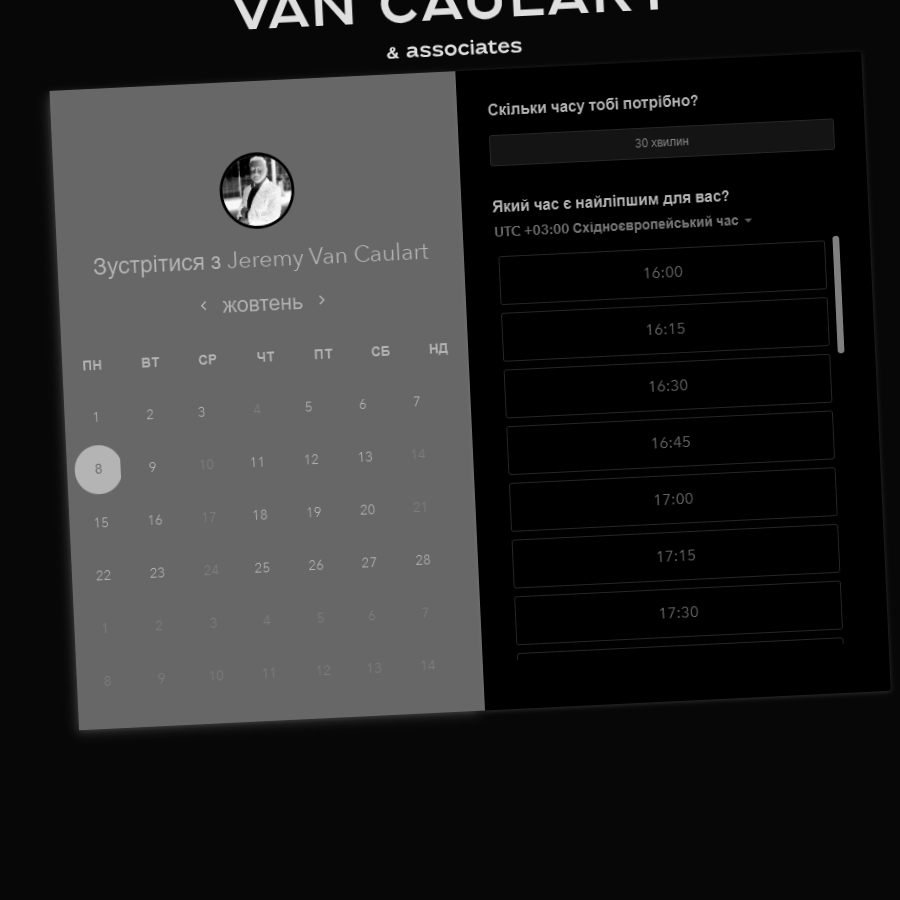 VAN CAULART
& associates
Зустрітися з Jeremy Van Caulart
жовтень
ПН ВТ СР ЧТ ПТ СБ НД
1 2 3 4 5 6 7
8 9 10 11 12 13 14
15 16 17 18 19 20 21
22 23 24 25 26 27 28
1 2 3 4 5 6 7
8 9 10 11 12 13 14
Скільки часу тобі потрібно?
30 хвилин
Який час є найліпшим для вас?
UTC +03:00 Східноєвропейський час
16:00
16:15
16:30
16:45
17:00
17:15
17:30